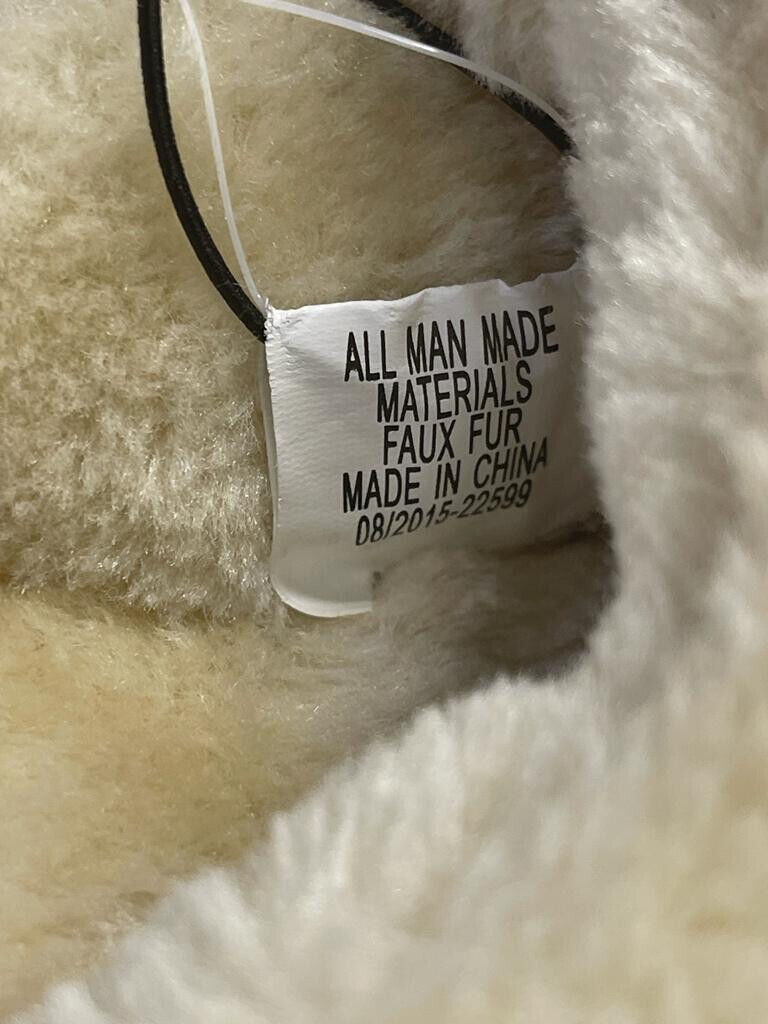 ALL MAN MADE
MATERIALS
FAUX FUR
MADE IN CHINA
08/2015-22599